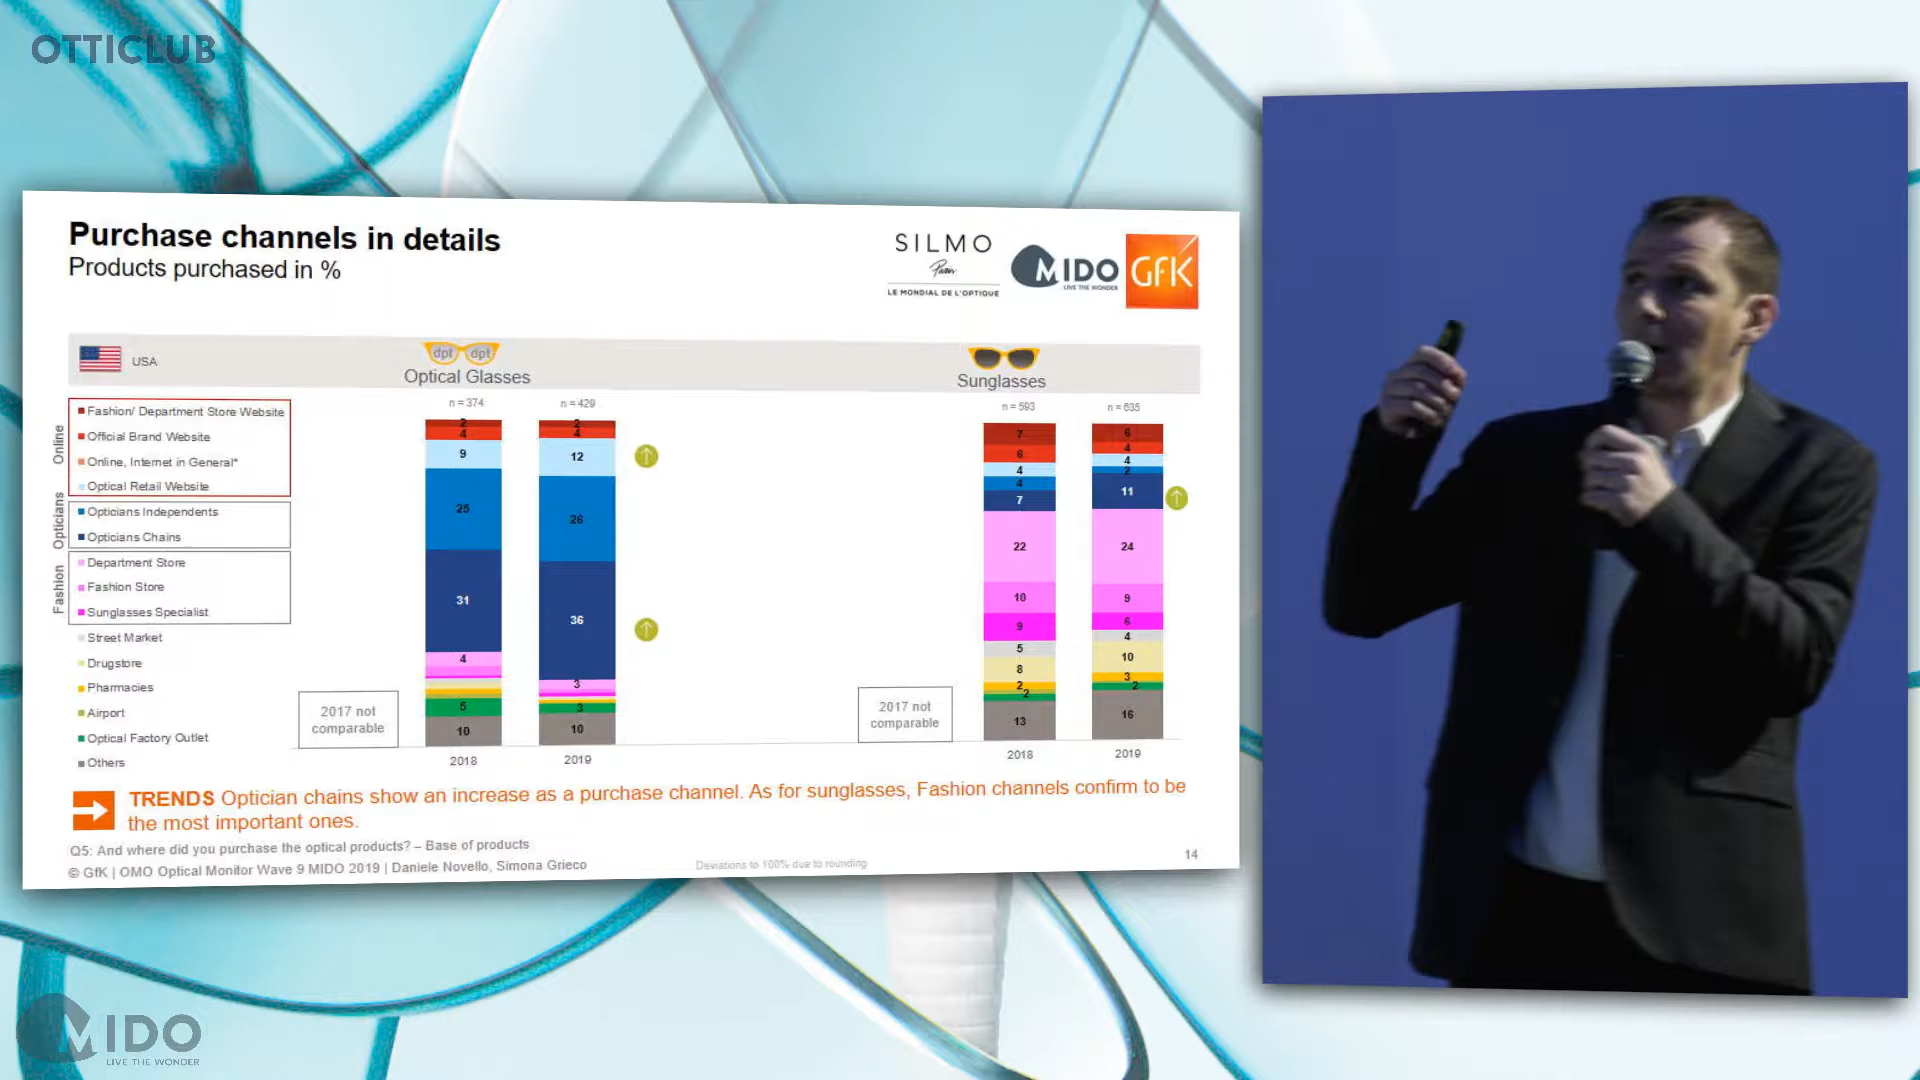 OTTICLUB
Purchase channels in details
Products purchased in %
SILMO
Paris
LE MONDIAL DE L'OPTIQUE
MIDO
LIVE THE WONDER
GFK
USA
dpt dpt
Optical Glasses
Sunglasses
Online
Fashion/ Department Store Website
Official Brand Website
Online, Internet in General*
Optical Retail Website
Opticians
Opticians Independents
Opticians Chains
Fashion
Department Store
Fashion Store
Sunglasses Specialist
Street Market
Drugstore
Pharmacies
Airport
Optical Factory Outlet
Others
2017 not
comparable
n = 374
2
4
9
25
31
4
5
10
2018
n = 429
2
4
12
26
36
3
3
10
2019
2017 not
comparable
n = 593
7
6
4
4
7
22
10
9
5
8
2
2
13
2018
n = 635
6
4
4
2
11
24
9
6
4
10
3
2
16
2019
TRENDS Optician chains show an increase as a purchase channel. As for sunglasses, Fashion channels confirm to be
the most important ones.
Q5: And where did you purchase the optical products? – Base of products
© GfK | OMO Optical Monitor Wave 9 MIDO 2019 | Daniele Novello, Simona Grieco
Deviations to 100% due to rounding
14
MIDO
LIVE THE WONDER